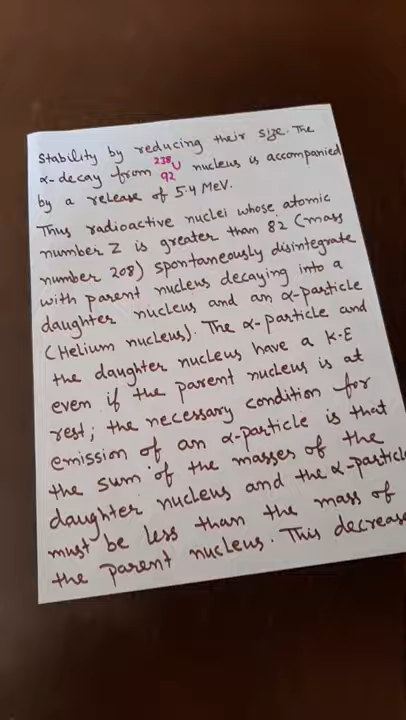 stability by reducing their size. The
α-decay from ²³⁸₉₂U nucleus is accompanied
by a release of 5.4 MeV.
Thus radioactive nuclei whose atomic
number Z is greater than 82 (mass
number 208) spontaneously disintegrate
with parent nucleus decaying into a
daughter nucleus and an α-particle
(Helium nucleus). The α-particle and
the daughter nucleus have a K-E
even if the parent nucleus is at
rest; the necessary condition for
emission of an α-particle is that
the sum of the masses of the
daughter nucleus and the α-particle
must be less than the mass of
the parent nucleus. This decrease